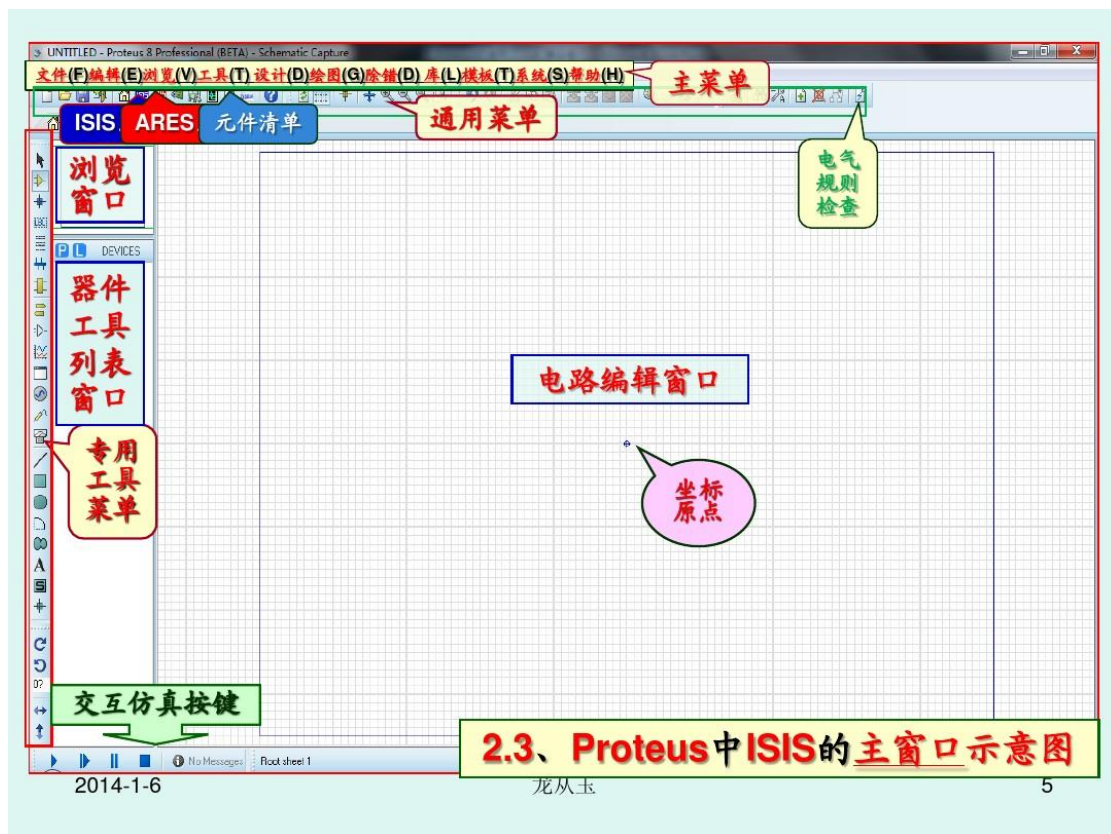 UNTITLED - Proteus 8 Professional (BETA) - Schematic Capture
文件(F)编辑(E)浏览(V)工具(T) 设计(D)绘图(G)除错(D) 库(L)模板(T)系统(S)帮助(H)
主菜单
ISIS ARES 元件清单
通用菜单
电气
规则
检查
浏览
窗口
P L DEVICES
器件
工具
列表
窗口
电路编辑窗口
专用
工具
菜单
坐标
原点
A
S
交互仿真按键
No Messages
Root sheet 1
2.3、Proteus中ISIS的主窗口示意图
2014-1-6
龙从玉
5